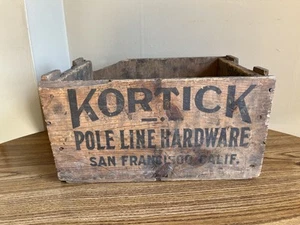 KORTICK
POLE LINE HARDWARE
SAN FRANCISCO CALIF.